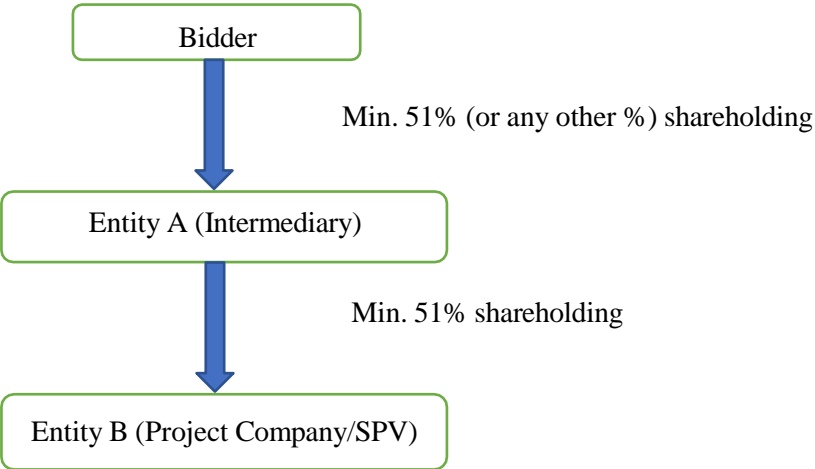 Bidder
Min. 51% (or any other %) shareholding
Entity A (Intermediary)
Min. 51% shareholding
Entity B (Project Company/SPV)